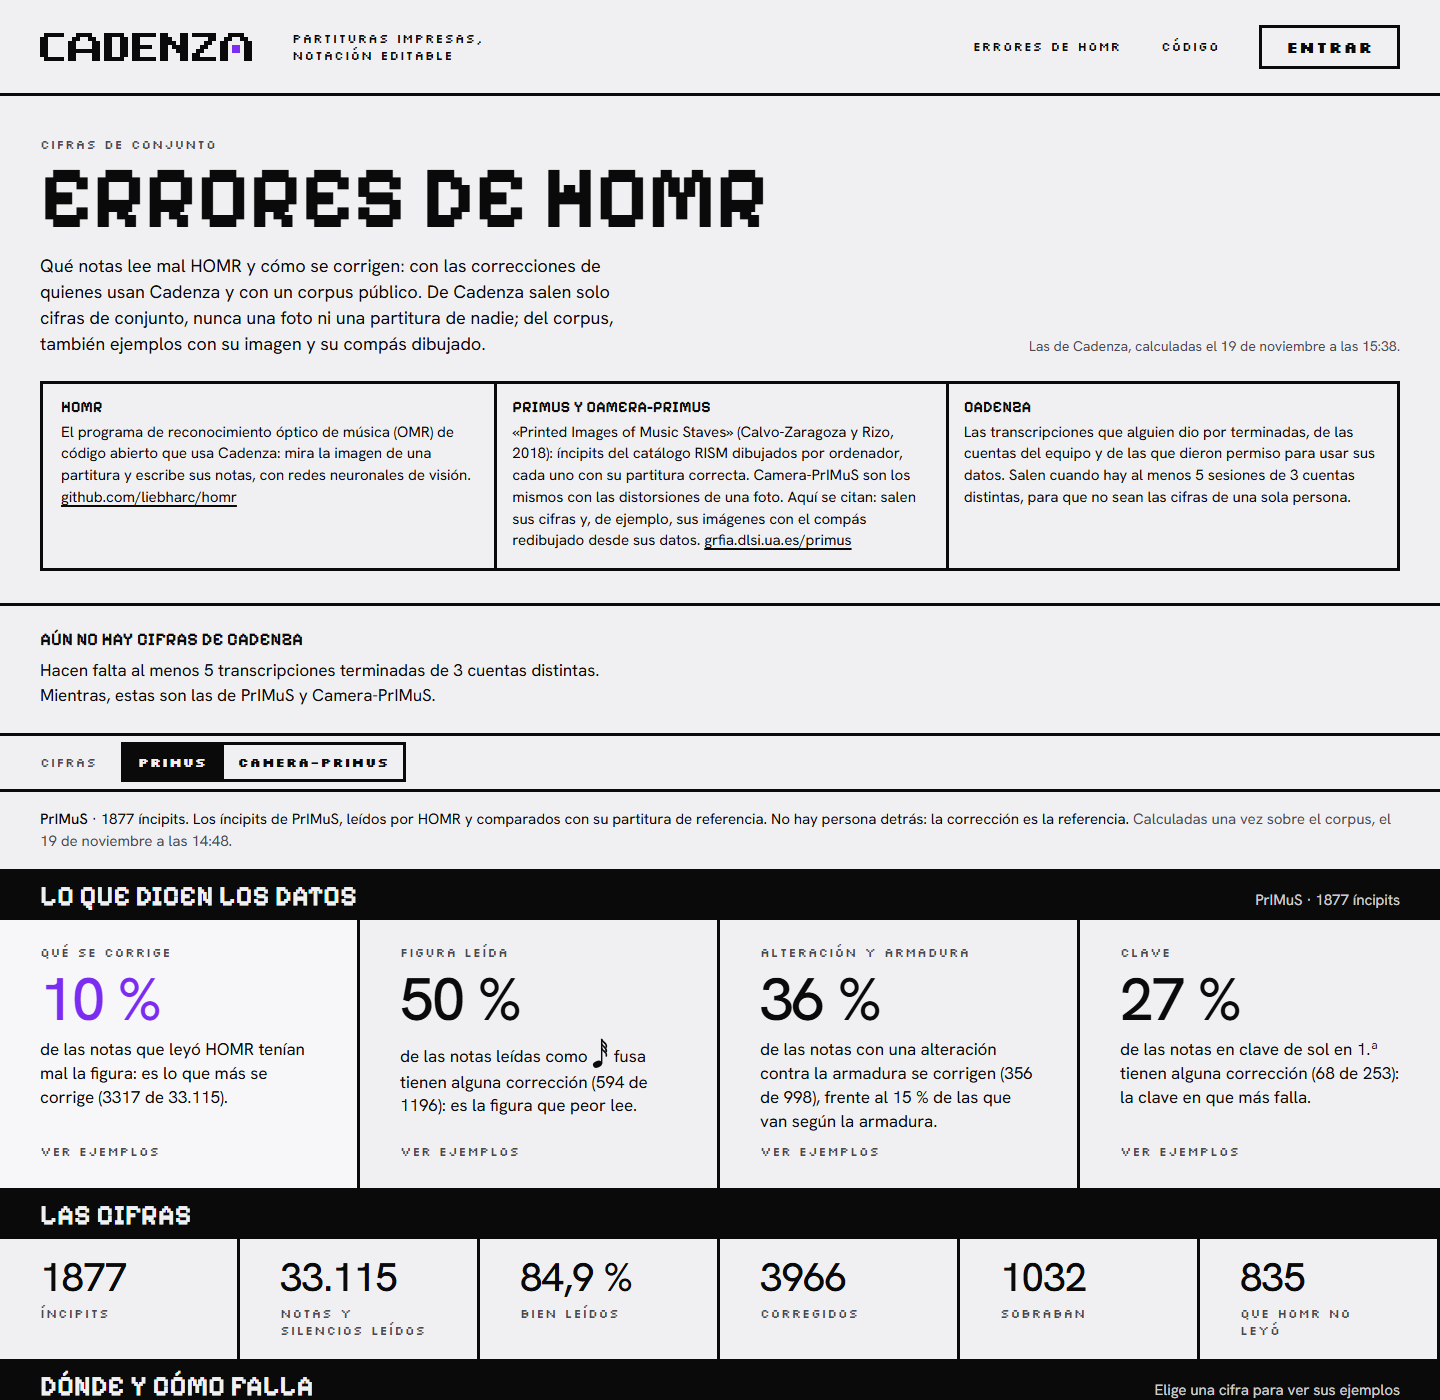 CADENZA
PARTITURAS IMPRESAS,
NOTACIÓN EDITABLE
ERRORES DE HOMR
CÓDIGO
ENTRAR
CIFRAS DE CONJUNTO
ERRORES DE HOMR
Qué notas lee mal HOMR y cómo se corrigen: con las correcciones de
quienes usan Cadenza y con un corpus público. De Cadenza salen solo
cifras de conjunto, nunca una foto ni una partitura de nadie; del corpus,
también ejemplos con su imagen y su compás dibujado.
Las de Cadenza, calculadas el 19 de noviembre a las 15:38.
HOMR
El programa de reconocimiento óptico de música (OMR) de
código abierto que usa Cadenza: mira la imagen de una
partitura y escribe sus notas, con redes neuronales de visión.
github.com/liebharc/homr
PRIMUS Y CAMERA-PRIMUS
«Printed Images of Music Staves» (Calvo-Zaragoza y Rizo,
2018): íncipits del catálogo RISM dibujados por ordenador,
cada uno con su partitura correcta. Camera-PrIMuS son los
mismos con las distorsiones de una foto. Aquí se citan: salen
sus cifras y, de ejemplo, sus imágenes con el compás
redibujado desde sus datos. grfia.dlsi.ua.es/primus
CADENZA
Las transcripciones que alguien dio por terminadas, de las
cuentas del equipo y de las que dieron permiso para usar sus
datos. Salen cuando hay al menos 5 sesiones de 3 cuentas
distintas, para que no sean las cifras de una sola persona.
AÚN NO HAY CIFRAS DE CADENZA
Hacen falta al menos 5 transcripciones terminadas de 3 cuentas distintas.
Mientras, estas son las de PrIMuS y Camera-PrIMuS.
CIFRAS
PRIMUS
CAMERA-PRIMUS
PrIMuS · 1877 íncipits. Los íncipits de PrIMuS, leídos por HOMR y comparados con su partitura de referencia. No hay persona detrás: la corrección es la referencia. Calculadas una vez sobre el corpus, el
19 de noviembre a las 14:48.
LO QUE DICEN LOS DATOS
PrIMuS · 1877 íncipits
QUÉ SE CORRIGE
10 %
de las notas que leyó HOMR tenían
mal la figura: es lo que más se
corrige (3317 de 33.115).
VER EJEMPLOS
FIGURA LEÍDA
50 %
de las notas leídas como fusa
tienen alguna corrección (594 de
1196): es la figura que peor lee.
VER EJEMPLOS
ALTERACIÓN Y ARMADURA
36 %
de las notas con una alteración
contra la armadura se corrigen (356
de 998), frente al 15 % de las que
van según la armadura.
VER EJEMPLOS
CLAVE
27 %
de las notas en clave de sol en 1.ª
tienen alguna corrección (68 de 253):
la clave en que más falla.
VER EJEMPLOS
LAS CIFRAS
1877
ÍNCIPITS
33.115
NOTAS Y
SILENCIOS LEÍDOS
84,9 %
BIEN LEÍDOS
3966
CORREGIDOS
1032
SOBRABAN
835
QUE HOMR NO
LEYÓ
DÓNDE Y CÓMO FALLA
Elige una cifra para ver sus ejemplos